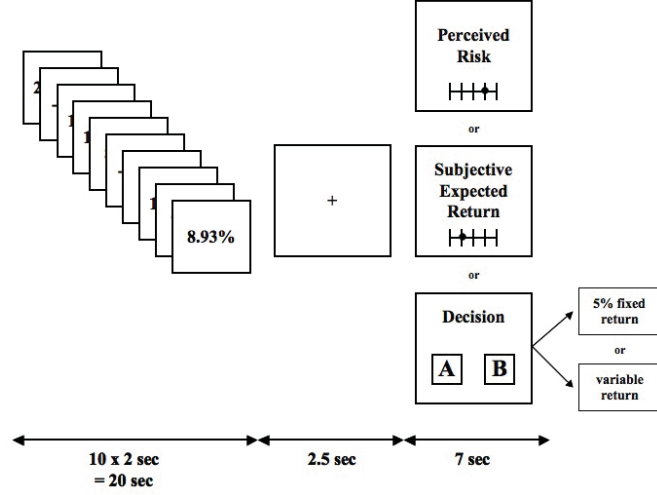 Perceived
Risk
or
Subjective
Expected
Return
+
8.93%
or
Decision
A B
5% fixed
return
or
variable
return
10 x 2 sec
= 20 sec
2.5 sec
7 sec